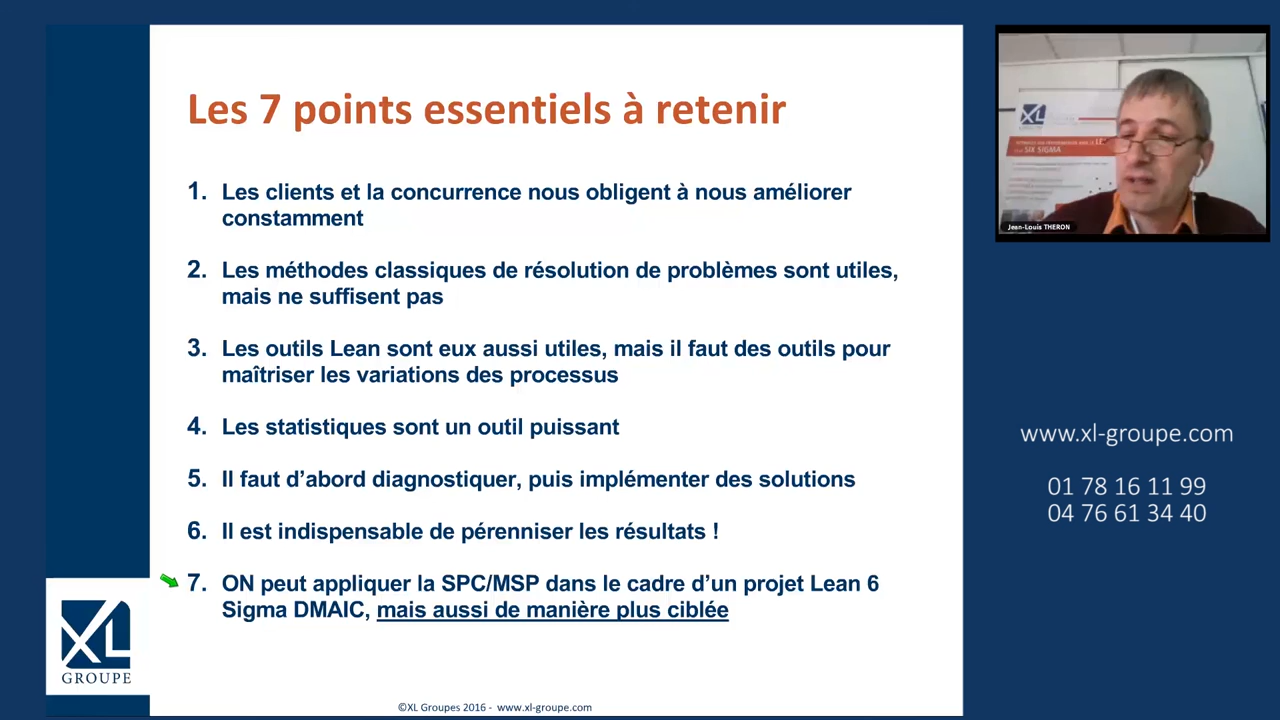 Les 7 points essentiels à retenir
1. Les clients et la concurrence nous obligent à nous améliorer
constamment
2. Les méthodes classiques de résolution de problèmes sont utiles,
mais ne suffisent pas
3. Les outils Lean sont eux aussi utiles, mais il faut des outils pour
maîtriser les variations des processus
4. Les statistiques sont un outil puissant
5. Il faut d’abord diagnostiquer, puis implémenter des solutions
6. Il est indispensable de pérenniser les résultats !
7. ON peut appliquer la SPC/MSP dans le cadre d’un projet Lean 6
Sigma DMAIC, mais aussi de manière plus ciblée
XL
GROUPE
©XL Groupes 2016 - www.xl-groupe.com
XL
SIX SIGMA
Jean-Louis THERON
www.xl-groupe.com
01 78 16 11 99
04 76 61 34 40